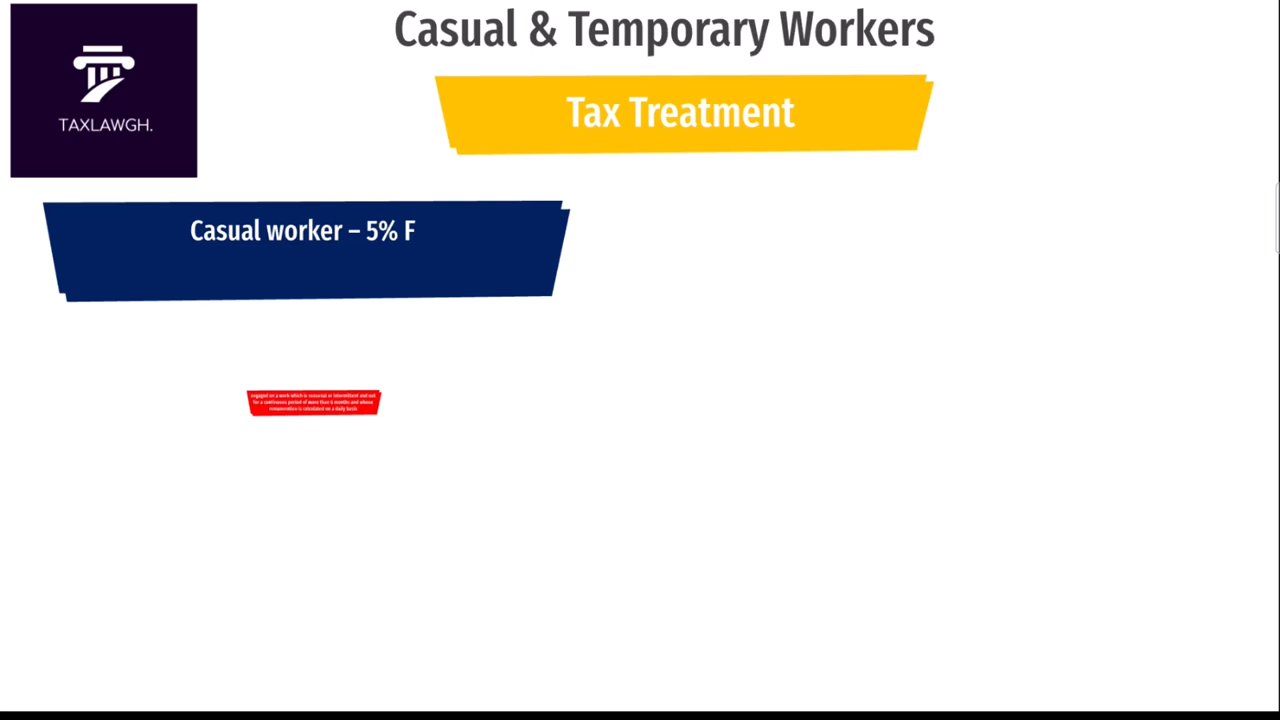 Casual & Temporary Workers
Tax Treatment
TAXLAWGH.
Casual worker – 5% F
engaged on a work which is seasonal or intermittent and not
for a continuous period of more than 6 months and whose
remuneration is calculated on a daily basis